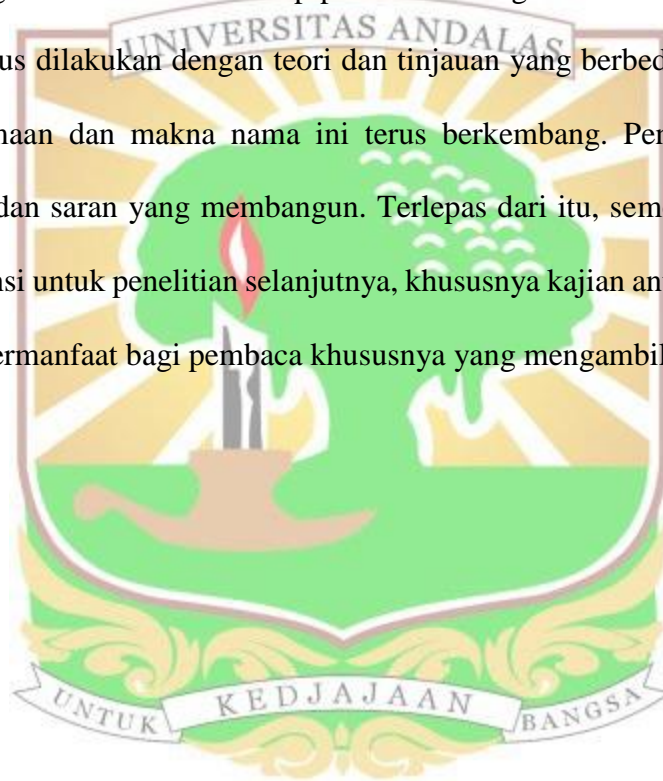 UNIVERSITAS ANDALAS
us dilakukan dengan teori dan tinjauan yang berbed
naan dan makna nama ini terus berkembang. Per
dan saran yang membangun. Terlepas dari itu, sem
si untuk penelitian selanjutnya, khususnya kajian an
ermanfaat bagi pembaca khususnya yang mengambil
UNTUK KEDJAJAAN BANGSA